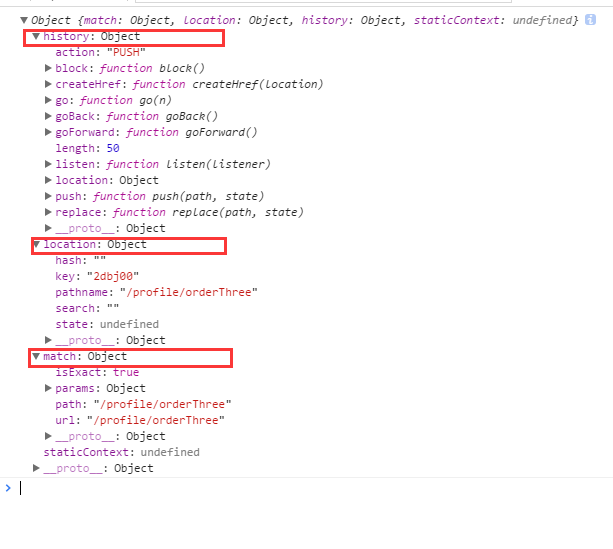 Object {match: Object, location: Object, history: Object, staticContext: undefined} i
history: Object
action: "PUSH"
block: function block()
createHref: function createHref(location)
go: function go(n)
goBack: function goBack()
goForward: function goForward()
length: 50
listen: function listen(listener)
location: Object
push: function push(path, state)
replace: function replace(path, state)
__proto__: Object
location: Object
hash: ""
key: "2dbj00"
pathname: "/profile/orderThree"
search: ""
state: undefined
__proto__: Object
match: Object
isExact: true
params: Object
path: "/profile/orderThree"
url: "/profile/orderThree"
__proto__: Object
staticContext: undefined
__proto__: Object